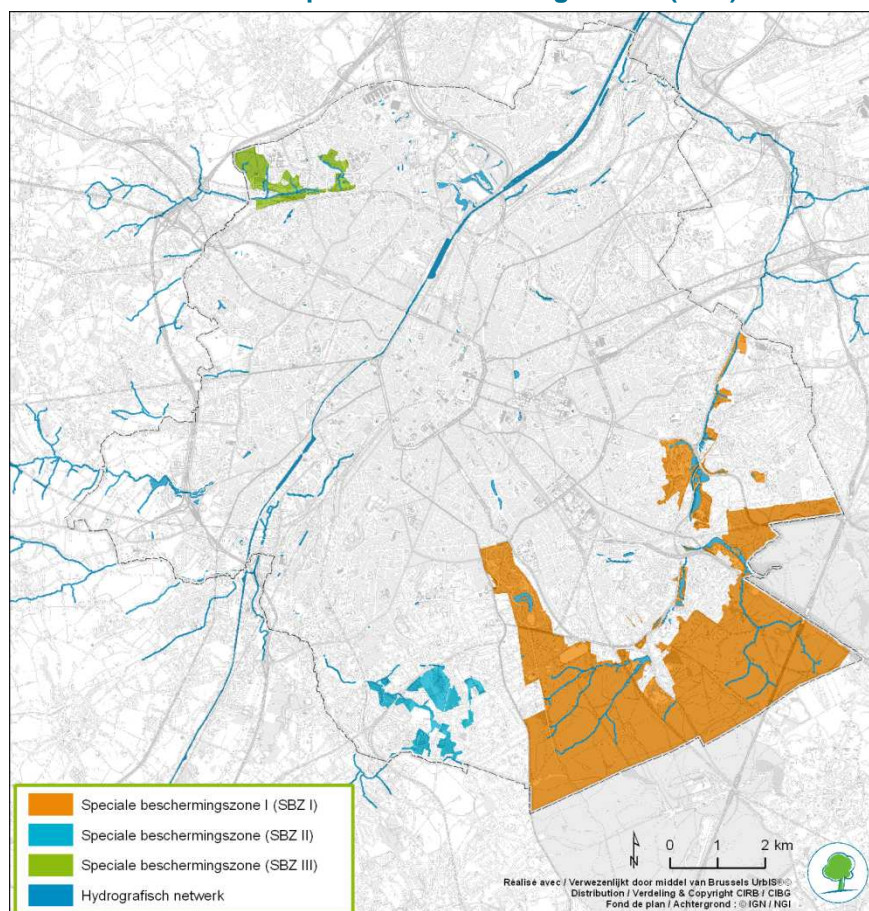 Speciale beschermingszone I (SBZ I)
Speciale beschermingszone (SBZ II)
Speciale beschermingszone (SBZ III)
Hydrografisch netwerk
N
0 1 2 km
Réalisé avec / Verwezenlijkt door middel van Brussels UrbIS®©
Distribution / Verdeling & Copyright CIRB / CIBG
Fond de plan / Achtergrond : © IGN / NGI